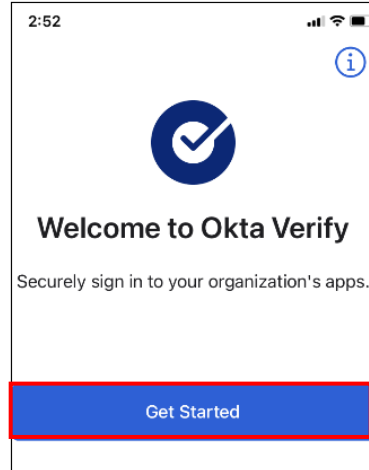 2:52
i
Welcome to Okta Verify
Securely sign in to your organization's apps.
Get Started